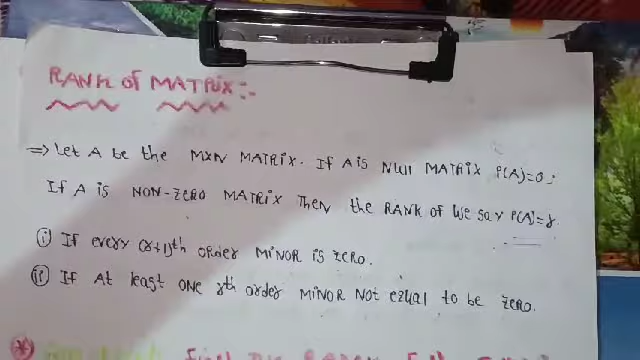 RANK of MATRIX:-
⇒ Let A be the MXN MATRIX. If A is Null MATRIX P(A)=0;
If A is NON-ZERO MATRIX Then the RANK of We say P(A)=r.
(i) If every (r+1)th order MINOR is zero.
(ii) If At least ONE rth order MINOR Not ezual to be zero.